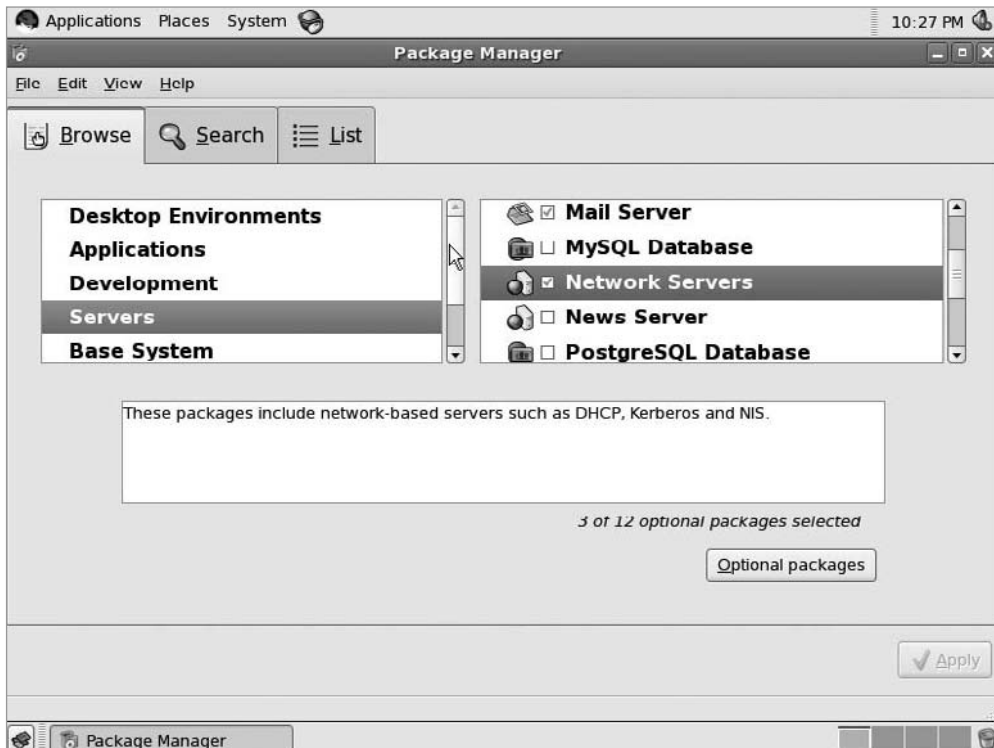 Applications Places System 10:27 PM
Package Manager
File Edit View Help
Browse Search List
Desktop Environments
Applications
Development
Servers
Base System
Mail Server
MySQL Database
Network Servers
News Server
PostgreSQL Database
These packages include network-based servers such as DHCP, Kerberos and NIS.
3 of 12 optional packages selected
Optional packages
Apply
Package Manager